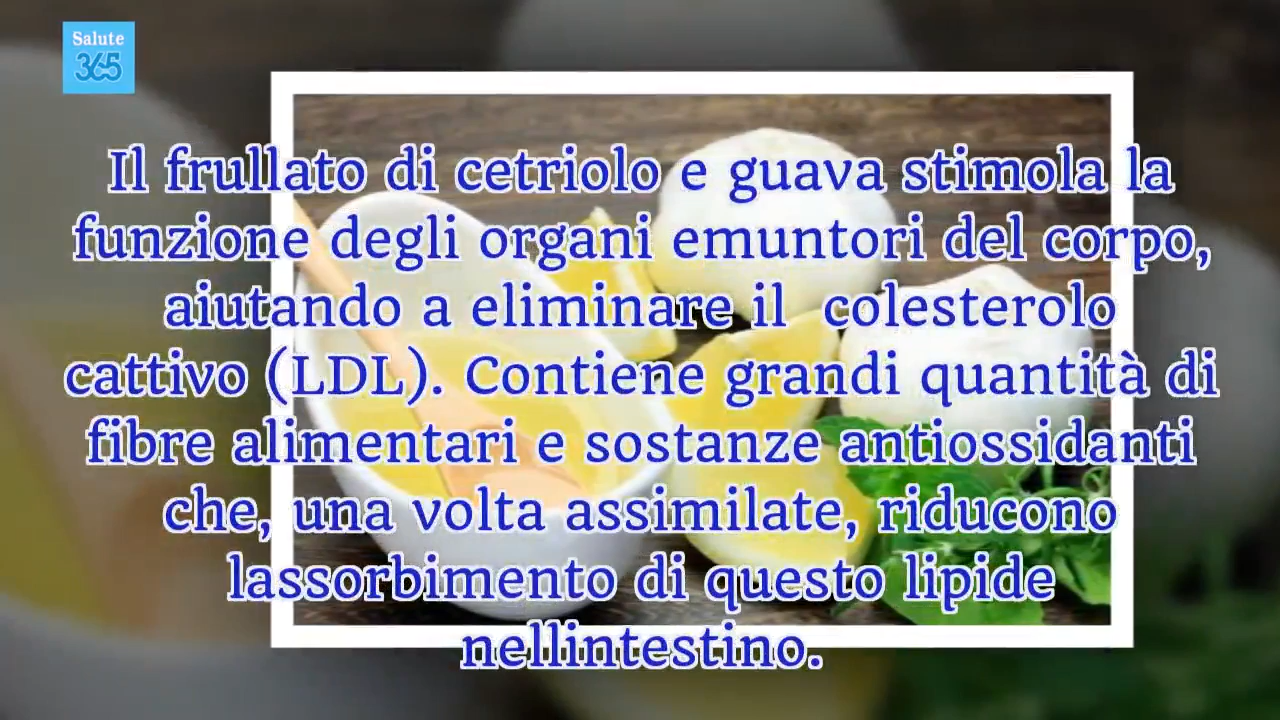 Salute
365
Il frullato di cetriolo e guava stimola la
funzione degli organi emuntori del corpo,
aiutando a eliminare il  colesterolo
cattivo (LDL). Contiene grandi quantità di
fibre alimentari e sostanze antiossidanti
che, una volta assimilate, riducono
lassorbimento di questo lipide
nellintestino.